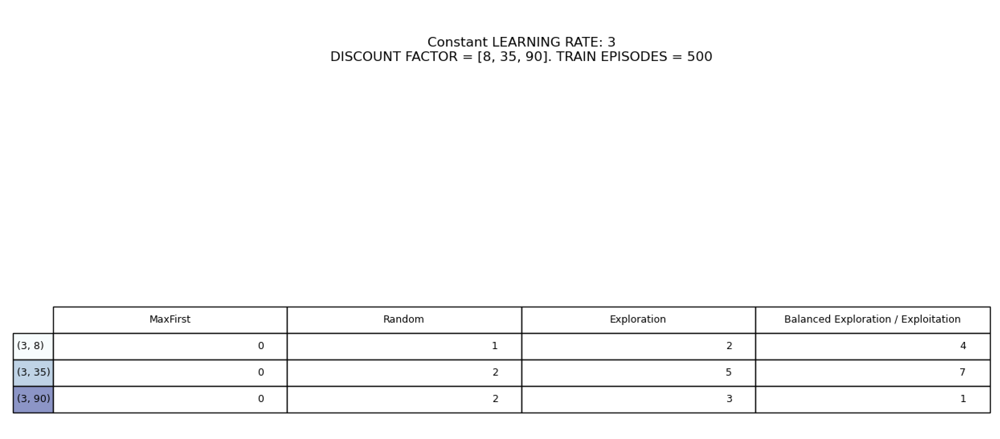 Constant LEARNING RATE: 3
DISCOUNT FACTOR = [8, 35, 90]. TRAIN EPISODES = 500
MaxFirst Random Exploration Balanced Exploration / Exploitation
(3, 8) 0 1 2 4
(3, 35) 0 2 5 7
(3, 90) 0 2 3 1